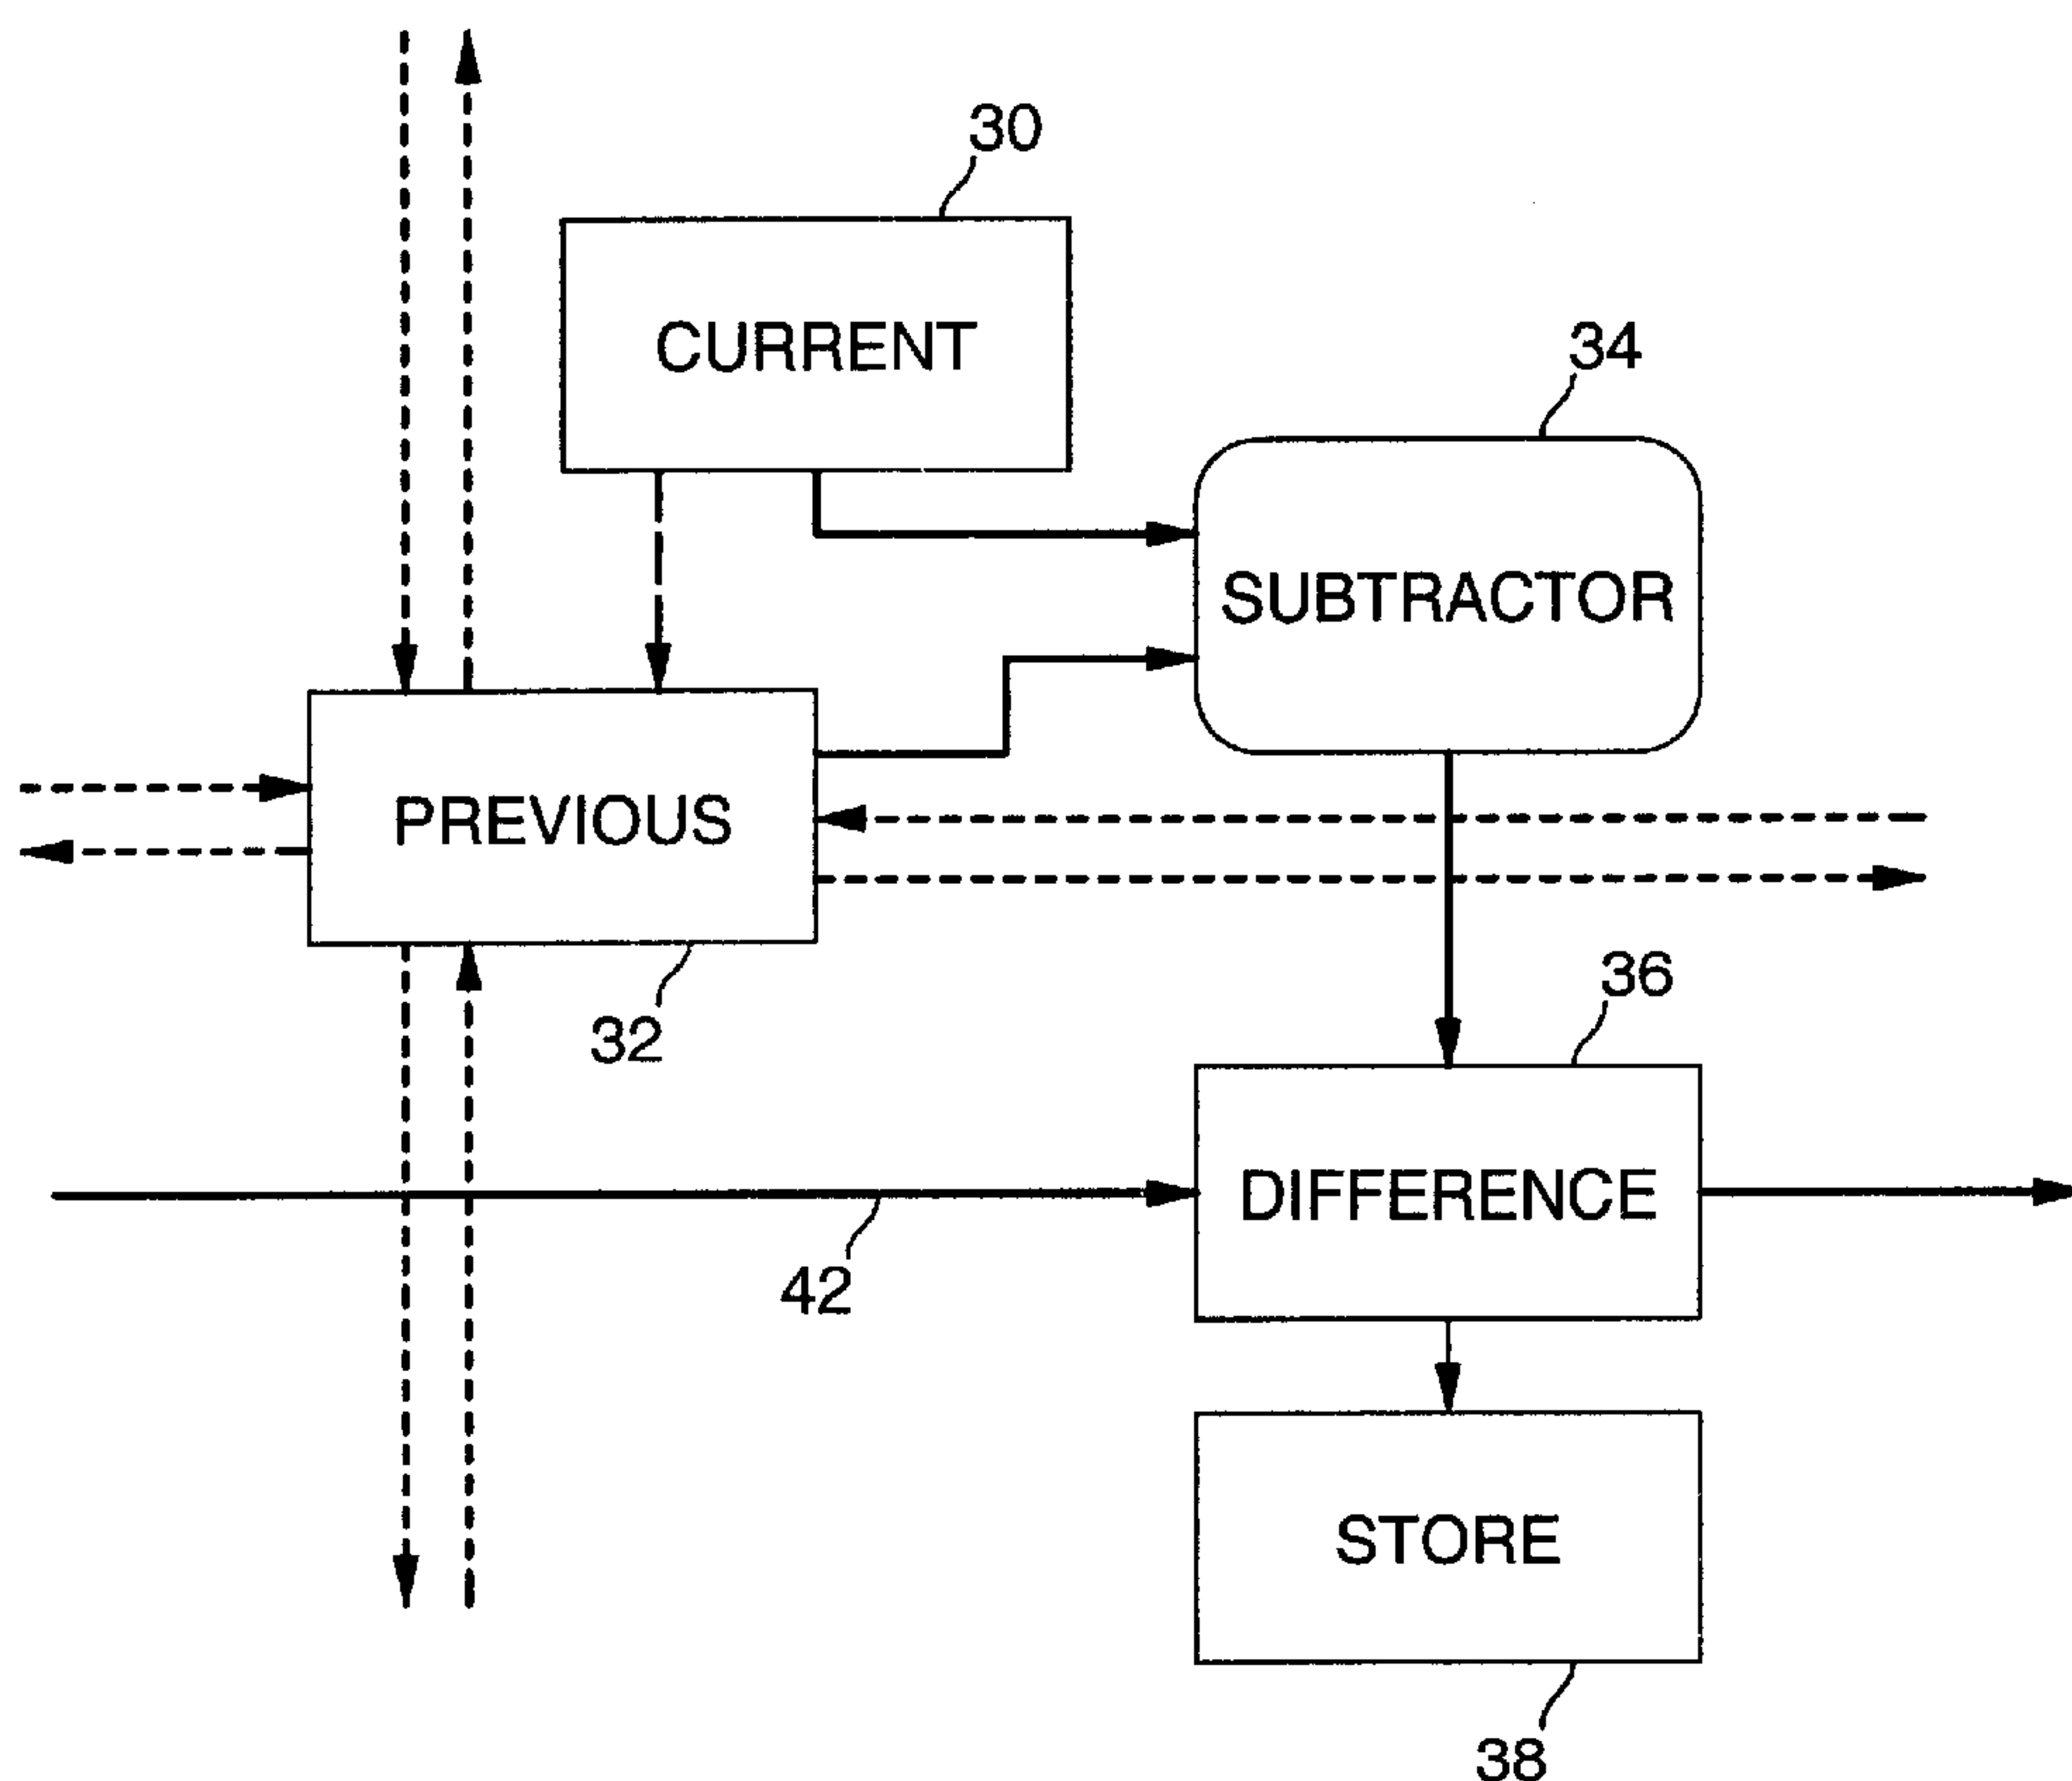 30
CURRENT
34
SUBTRACTOR
PREVIOUS
32
36
DIFFERENCE
42
STORE
38